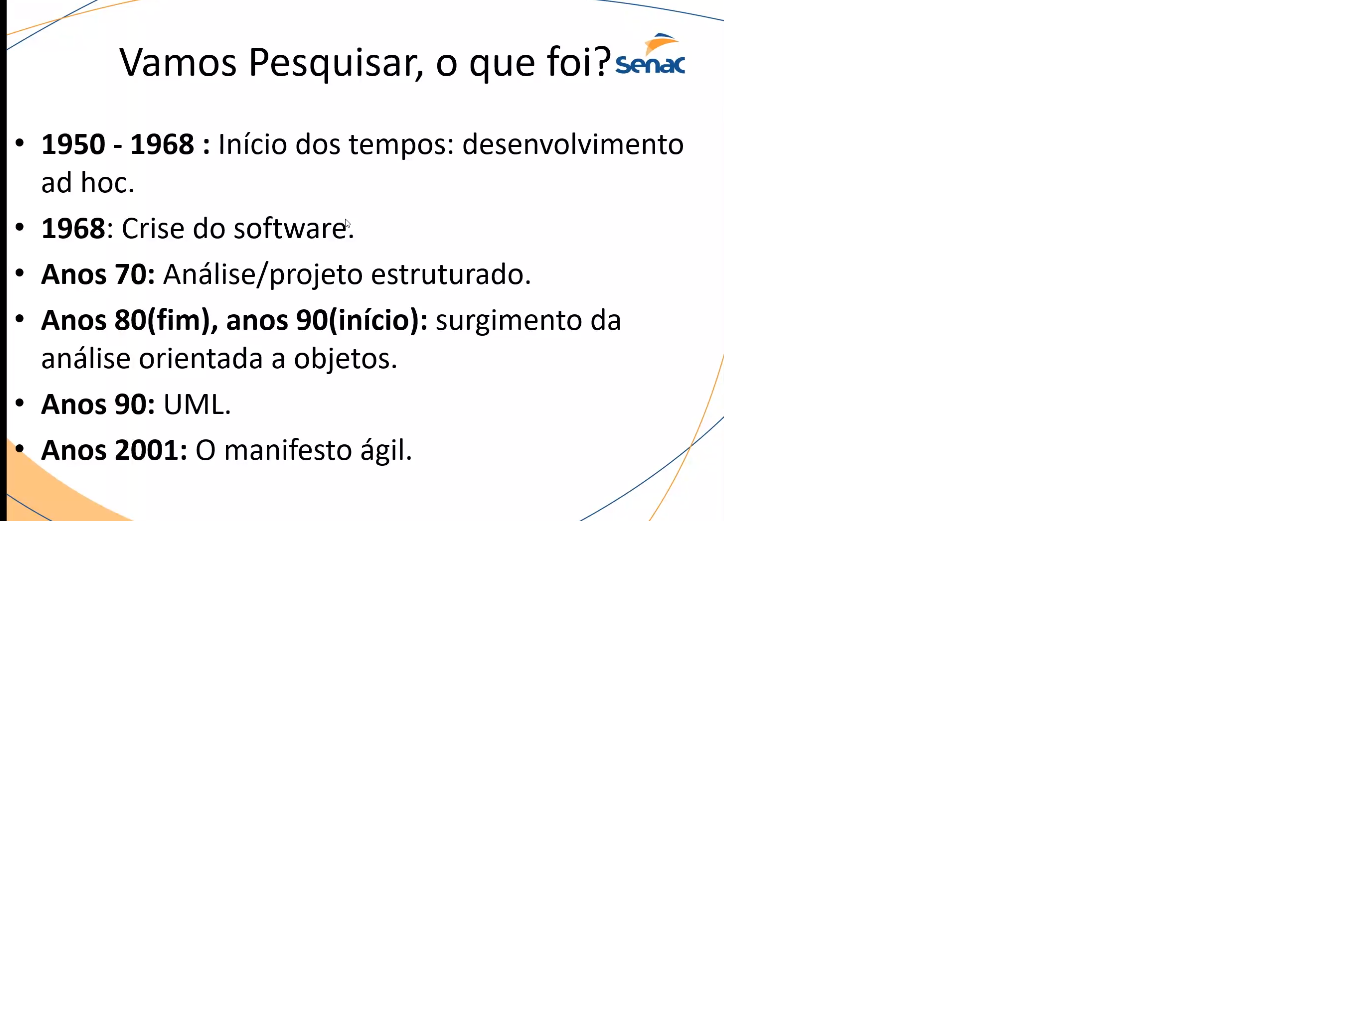 Vamos Pesquisar, o que foi?
senac
• 1950 - 1968 : Início dos tempos: desenvolvimento
ad hoc.
• 1968: Crise do software.
• Anos 70: Análise/projeto estruturado.
• Anos 80(fim), anos 90(início): surgimento da
análise orientada a objetos.
• Anos 90: UML.
• Anos 2001: O manifesto ágil.